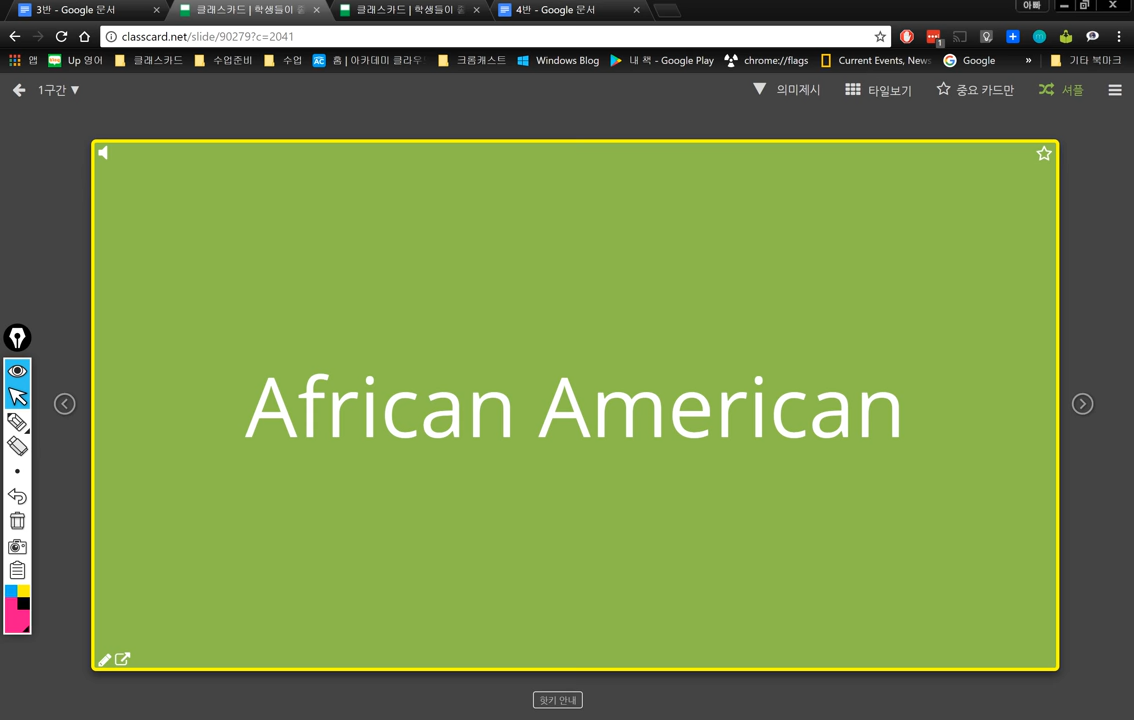 3반 - Google 문서
클래스카드 | 학생들이
클래스카드 | 학생들이
4반 - Google 문서
아빠
classcard.net/slide/90279?c=2041
1
앱 Up 영어 클래스카드 수업준비 수업 홈 | 아카데미 클라우 크롬캐스트 Windows Blog 내 책 - Google Play chrome://flags Current Events, News Google » 기타 북마크
1구간 ▼ ▼ 의미제시 타일보기 중요 카드만 셔플
African American
핫키 안내